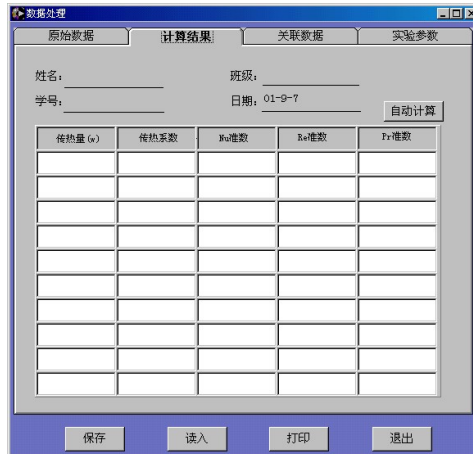 数据处理
原始数据 计算结果 关联数据 实验参数
姓名： 班级：
学号： 日期：01-9-7
自动计算
传热量(w) 传热系数 Nu准数 Re准数 Pr准数
保存 读入 打印 退出